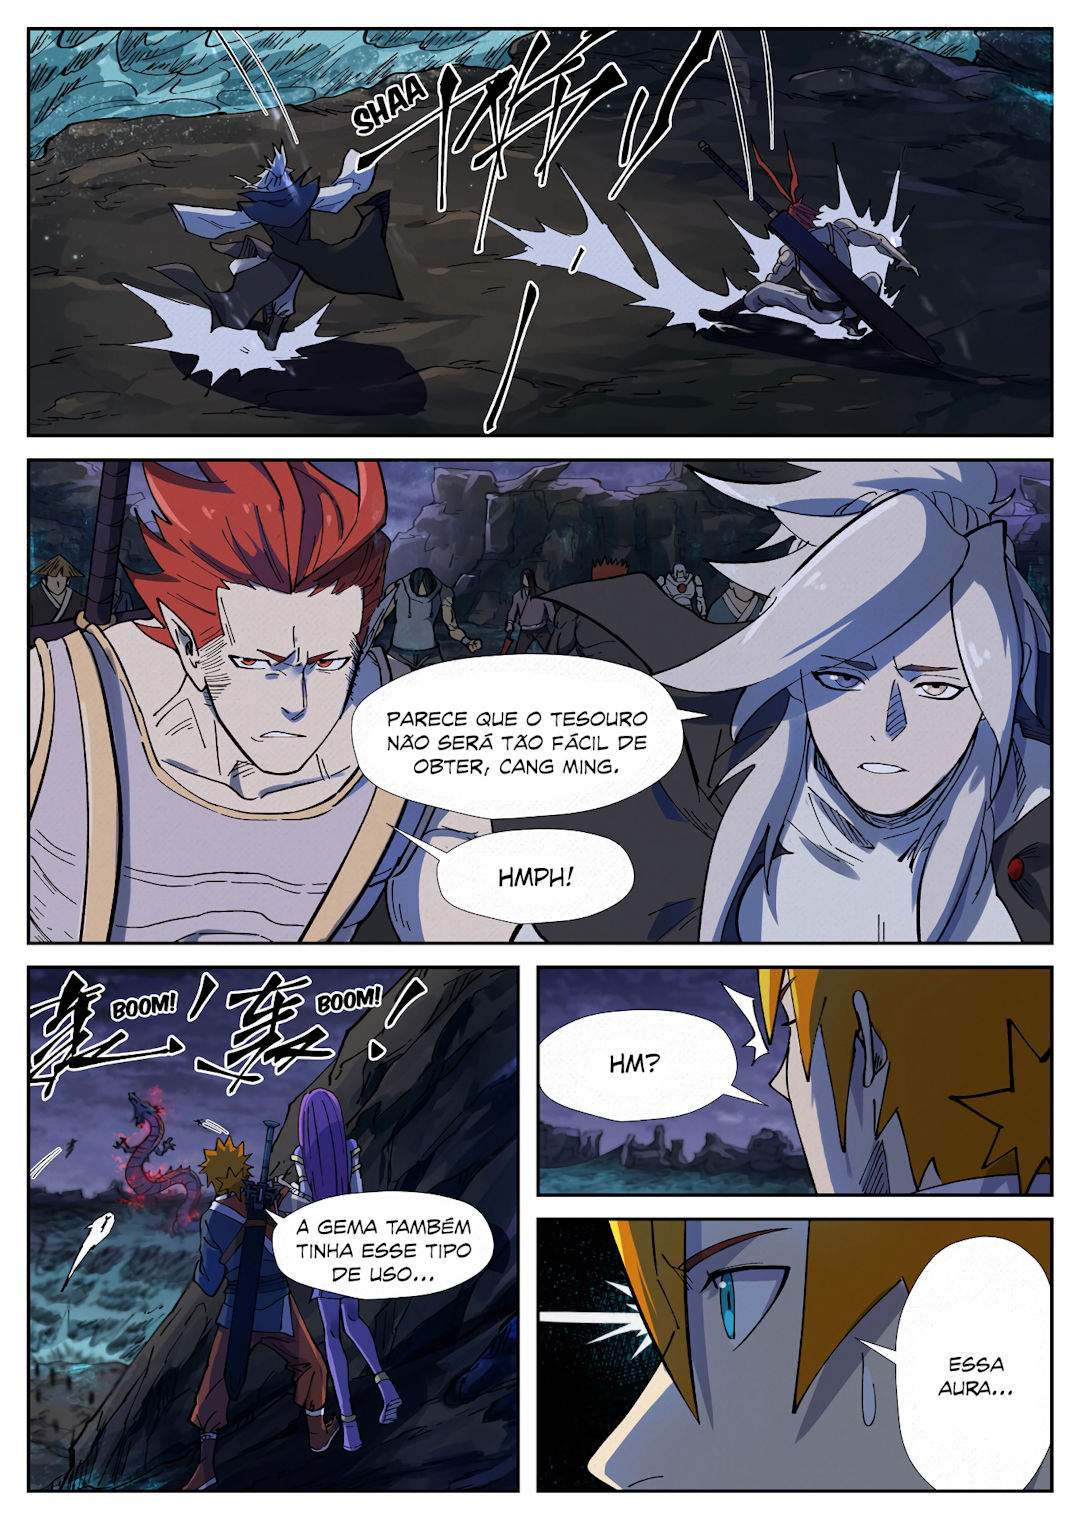 SHAA
PARECE QUE O TESOURO
NÃO SERÁ TÃO FÁCIL DE
OBTER, CANG MING.
HMPH!
BOOM!
BOOM!
A GEMA TAMBÉM
TINHA ESSE TIPO
DE USO...
HM?
ESSA
AURA...